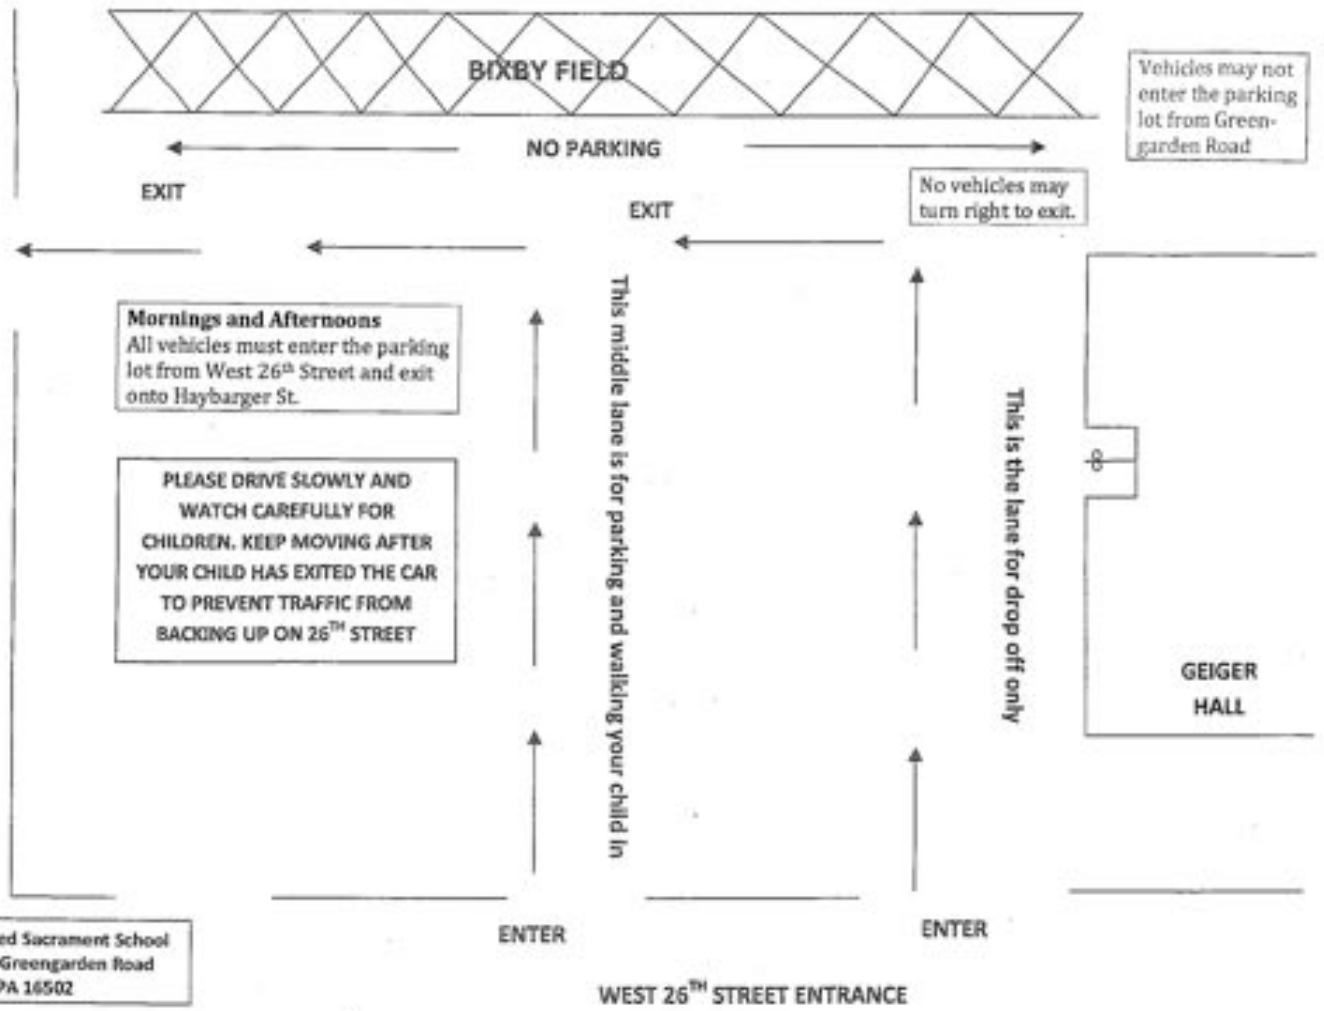 BIXBY FIELD
Vehicles may not
enter the parking
lot from Green-
garden Road
NO PARKING
EXIT
EXIT
No vehicles may
turn right to exit.
Mornings and Afternoons
All vehicles must enter the parking
lot from West 26th Street and exit
onto Haybarger St.
This middle lane is for parking and walking your child in
This is the lane for drop off only
8
PLEASE DRIVE SLOWLY AND
WATCH CAREFULLY FOR
CHILDREN. KEEP MOVING AFTER
YOUR CHILD HAS EXITED THE CAR
TO PREVENT TRAFFIC FROM
BACKING UP ON 26TH STREET
GEIGER
HALL
ENTER
ENTER
ed Sacrament School
Greengarden Road
PA 16502
WEST 26TH STREET ENTRANCE